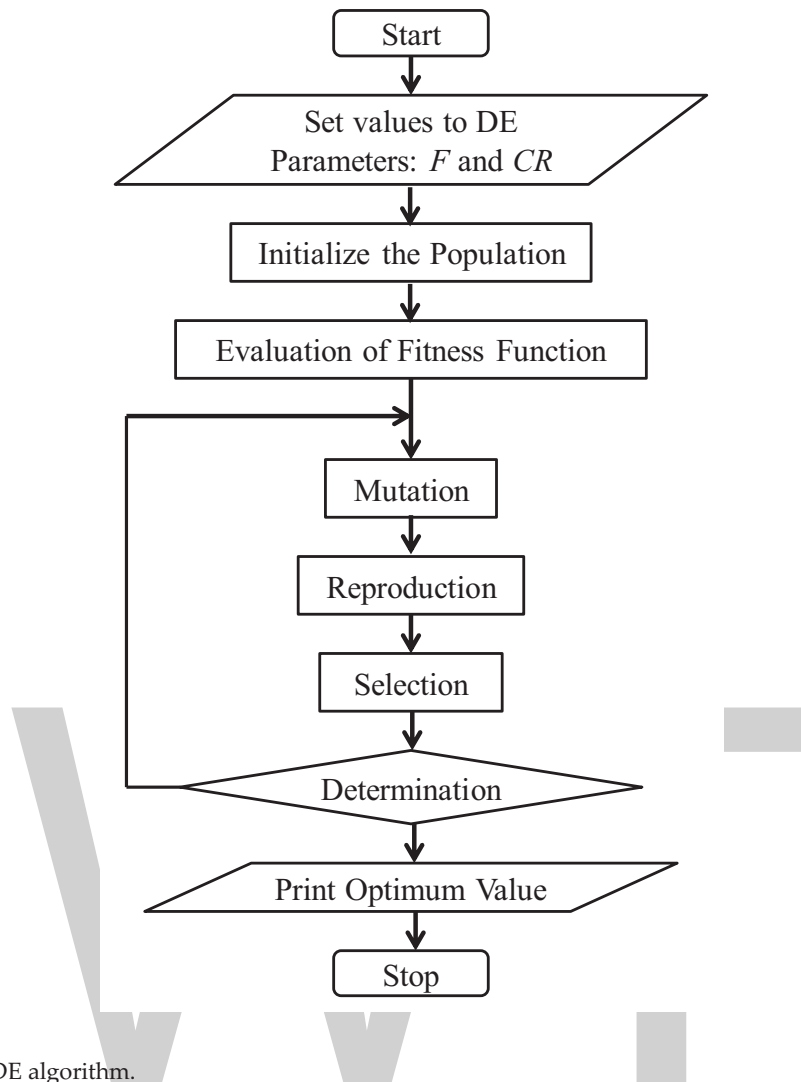 Start
Set values to DE
Parameters: F and CR
Initialize the Population
Evaluation of Fitness Function
Mutation
Reproduction
Selection
Determination
Print Optimum Value
Stop
DE algorithm.